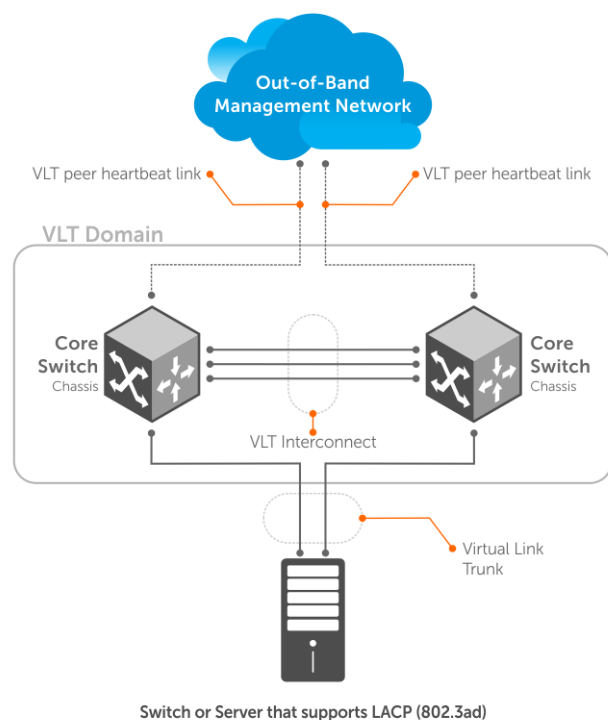 Out-of-Band
Management Network
VLT peer heartbeat link
VLT peer heartbeat link
VLT Domain
Core
Switch
Chassis
Core
Switch
Chassis
VLT Interconnect
Virtual Link
Trunk
Switch or Server that supports LACP (802.3ad)